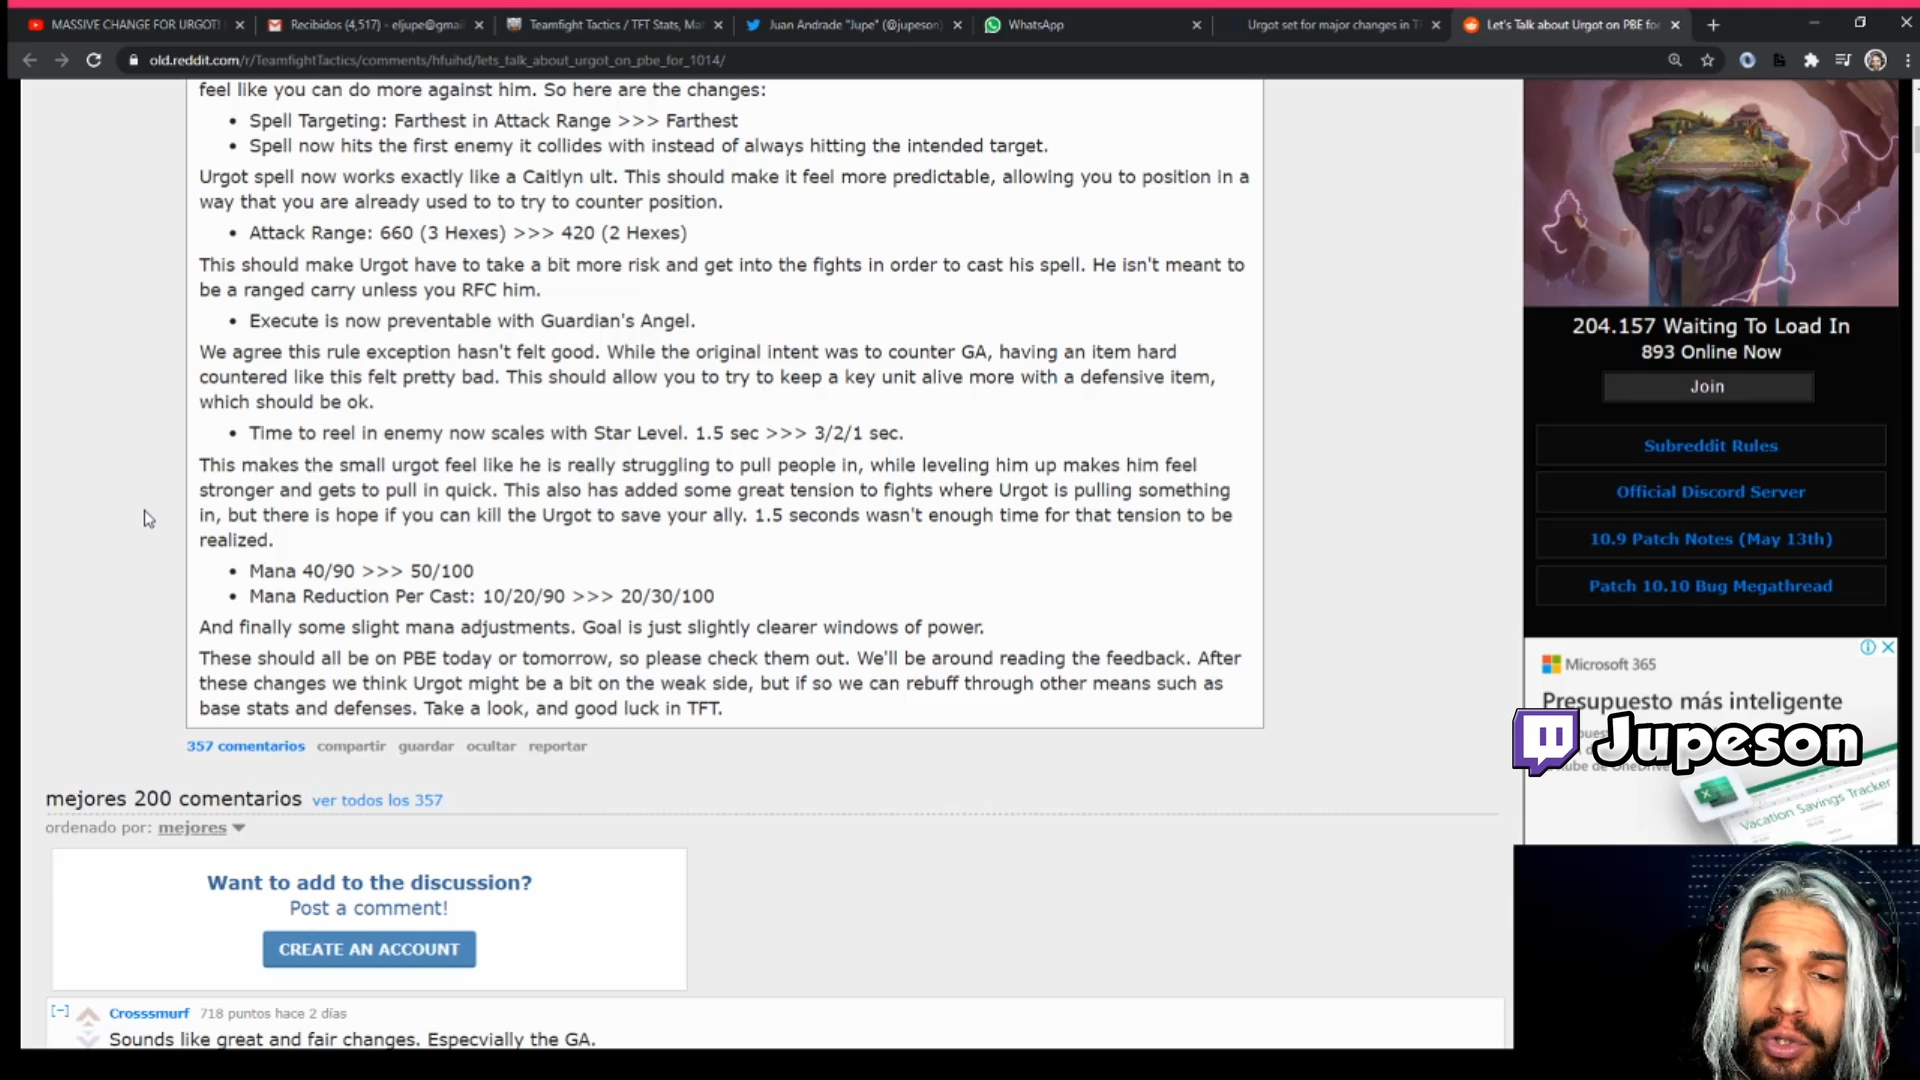 MASSIVE CHANGE FOR URGOT!
Recibidos (4,517) - eljupe@gma
Teamfight Tactics / TFT Stats, Ma
Juan Andrade "Jupe" (@jupeson)
WhatsApp
Urgot set for major changes in T
Let's Talk about Urgot on PBE fo
old.reddit.com/r/TeamfightTactics/comments/hfuihd/lets_talk_about_urgot_on_pbe_for_1014/
feel like you can do more against him. So here are the changes:
• Spell Targeting: Farthest in Attack Range >>> Farthest
• Spell now hits the first enemy it collides with instead of always hitting the intended target.
Urgot spell now works exactly like a Caitlyn ult. This should make it feel more predictable, allowing you to position in a
way that you are already used to to try to counter position.
• Attack Range: 660 (3 Hexes) >>> 420 (2 Hexes)
This should make Urgot have to take a bit more risk and get into the fights in order to cast his spell. He isn't meant to
be a ranged carry unless you RFC him.
• Execute is now preventable with Guardian's Angel.
We agree this rule exception hasn't felt good. While the original intent was to counter GA, having an item hard
countered like this felt pretty bad. This should allow you to try to keep a key unit alive more with a defensive item,
which should be ok.
• Time to reel in enemy now scales with Star Level. 1.5 sec >>> 3/2/1 sec.
This makes the small urgot feel like he is really struggling to pull people in, while leveling him up makes him feel
stronger and gets to pull in quick. This also has added some great tension to fights where Urgot is pulling something
in, but there is hope if you can kill the Urgot to save your ally. 1.5 seconds wasn't enough time for that tension to be
realized.
• Mana 40/90 >>> 50/100
• Mana Reduction Per Cast: 10/20/90 >>> 20/30/100
And finally some slight mana adjustments. Goal is just slightly clearer windows of power.
These should all be on PBE today or tomorrow, so please check them out. We'll be around reading the feedback. After
these changes we think Urgot might be a bit on the weak side, but if so we can rebuff through other means such as
base stats and defenses. Take a look, and good luck in TFT.
357 comentarios compartir guardar ocultar reportar
mejores 200 comentarios ver todos los 357
ordenado por: mejores
Want to add to the discussion?
Post a comment!
CREATE AN ACCOUNT
[-] Crosssmurf 718 puntos hace 2 días
Sounds like great and fair changes. Especvially the GA.
204.157 Waiting To Load In
893 Online Now
Join
Subreddit Rules
Official Discord Server
10.9 Patch Notes (May 13th)
Patch 10.10 Bug Megathread
Microsoft 365
Presupuesto más inteligente
Jupeson
Vacation Savings Tracker